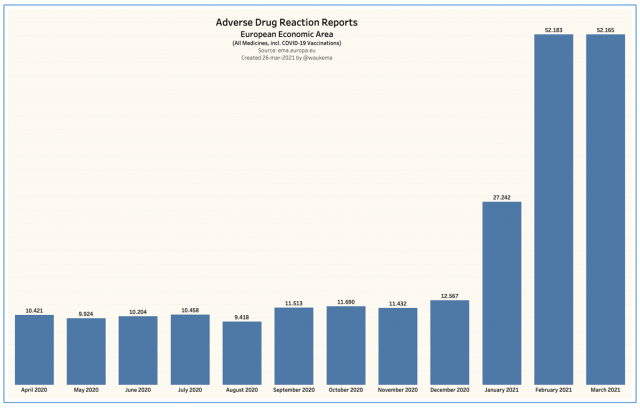 Adverse Drug Reaction Reports
European Economic Area
(All Medicines, incl. COVID-19 Vaccinations)
Source: ema.europa.eu
Created 26-mar-2021 by @waukema
10.421
9.924
10.204
10.458
9.418
11.513
11.690
11.432
12.567
27.242
52.183
52.165
April 2020
May 2020
June 2020
July 2020
August 2020
September 2020
October 2020
November 2020
December 2020
January 2021
February 2021
March 2021